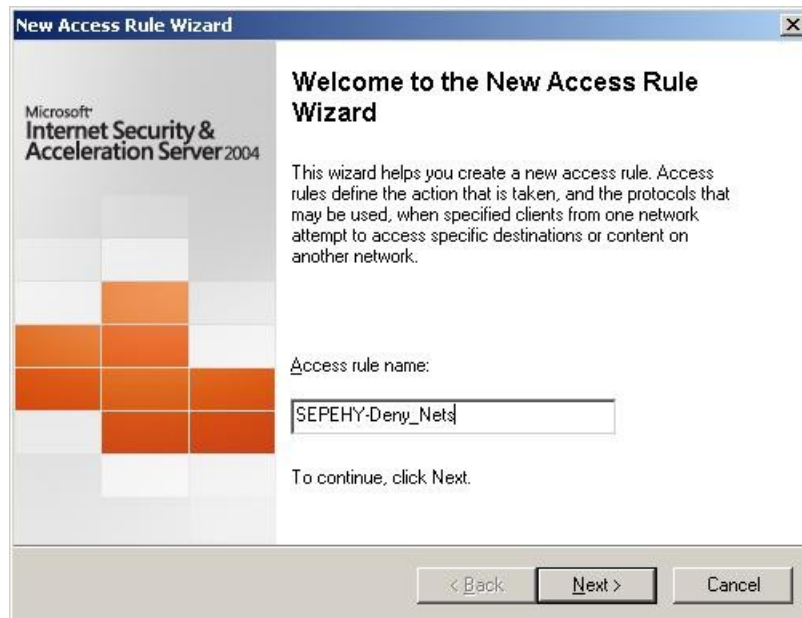 New Access Rule Wizard
Microsoft
Internet Security &
Acceleration Server 2004
Welcome to the New Access Rule
Wizard
This wizard helps you create a new access rule. Access
rules define the action that is taken, and the protocols that
may be used, when specified clients from one network
attempt to access specific destinations or content on
another network.
Access rule name:
SEPEHY-Deny_Nets
To continue, click Next.
< Back
Next >
Cancel